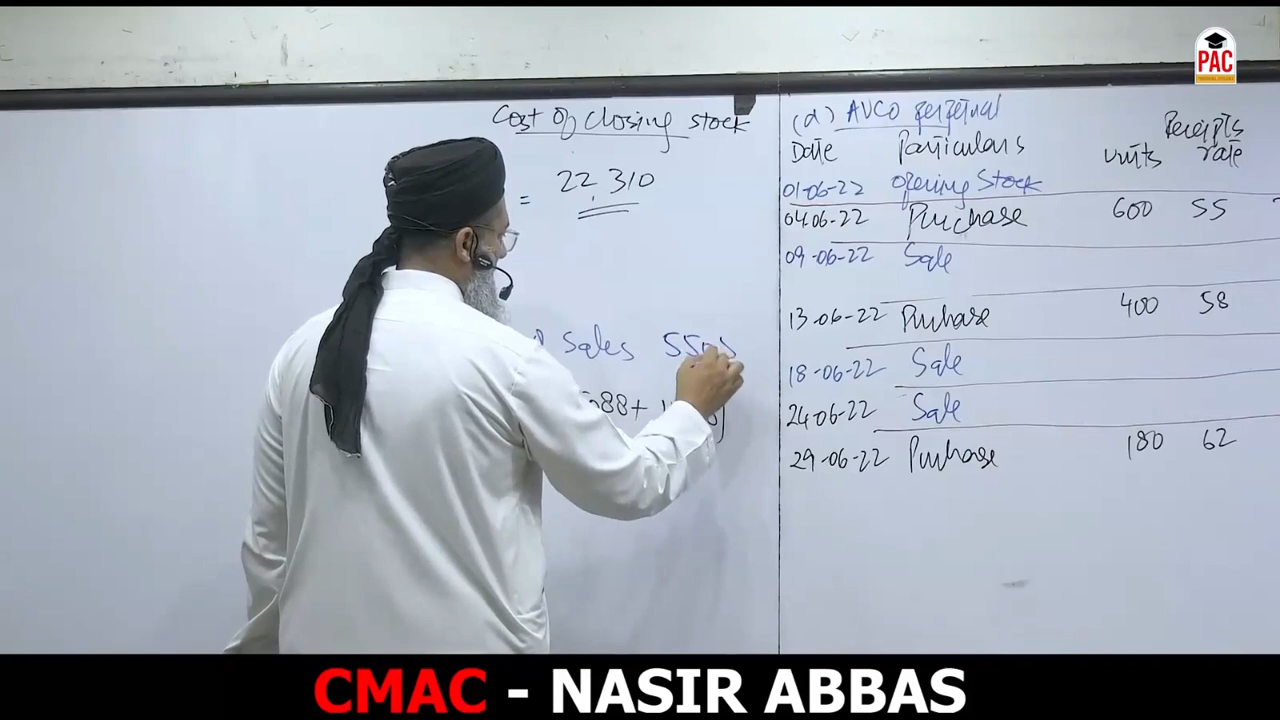 PAC
Cost of closing stock
= 22,310
Sales
688+
(d) AVCO perpetual
Receipts
Date Particulars units rate
01-06-22 opening Stock
04-06-22 Purchase 600 55
09-06-22 Sale
13-06-22 Purchase 400 58
18-06-22 Sale
24-06-22 Sale
29-06-22 Purchase 180 62
CMAC - NASIR ABBAS